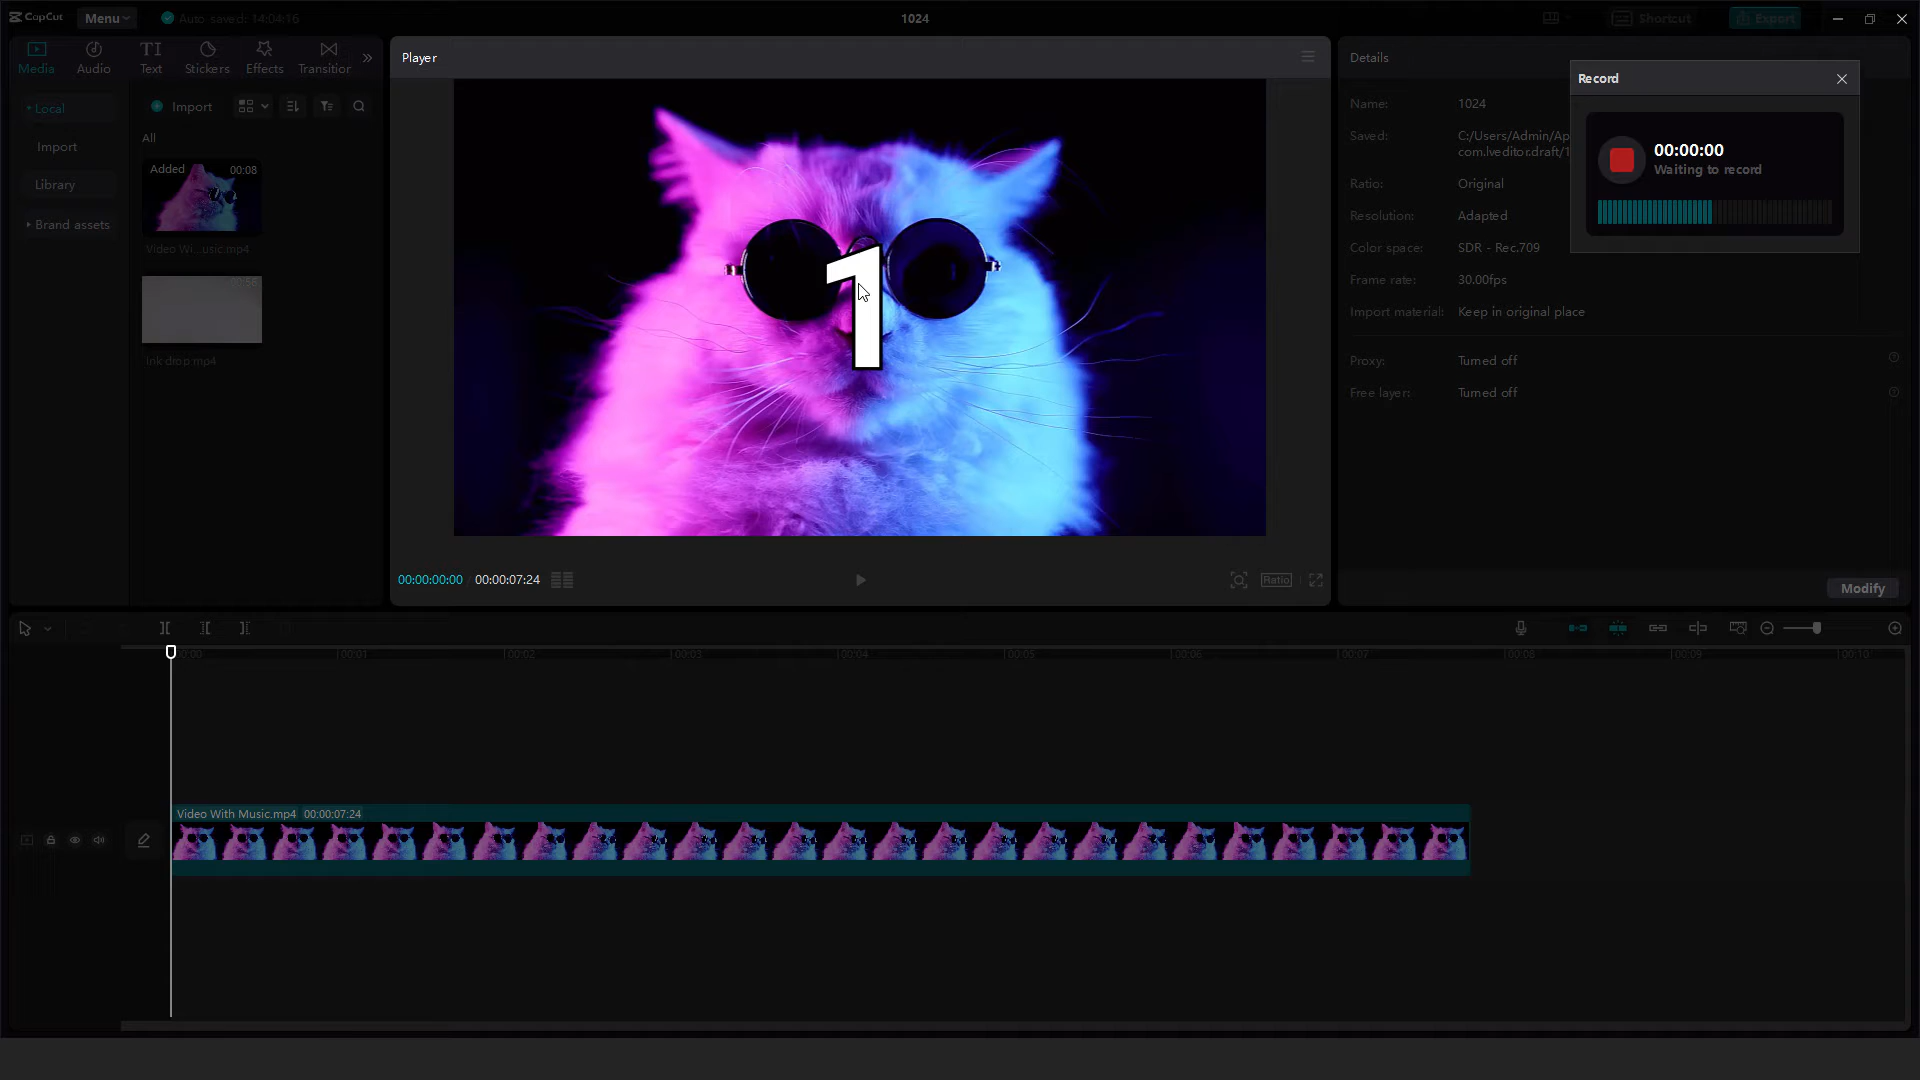 CapCut
Menu
Auto saved: 14:04:16
1024
Shortcut
Export
Media
Audio
Text
Stickers
Effects
Transition
Local
Import
Library
Brand assets
Import
All
Added
00:08
Video Wi...usic.mp4
Ink drop.mp4
Player
1
00:00:00:00 / 00:00:07:24
Ratio
Details
Name: 1024
Saved: C:/Users/Admin/Ap
com.lveditor.draft/1
Ratio: Original
Resolution: Adapted
Color space: SDR - Rec.709
Frame rate: 30.00fps
Import material: Keep in original place
Proxy: Turned off
Free layer: Turned off
Modify
Record
00:00:00
Waiting to record
00:01
00:02
00:03
00:04
00:05
00:06
00:07
00:08
00:09
00:10
Video With Music.mp4 00:00:07:24